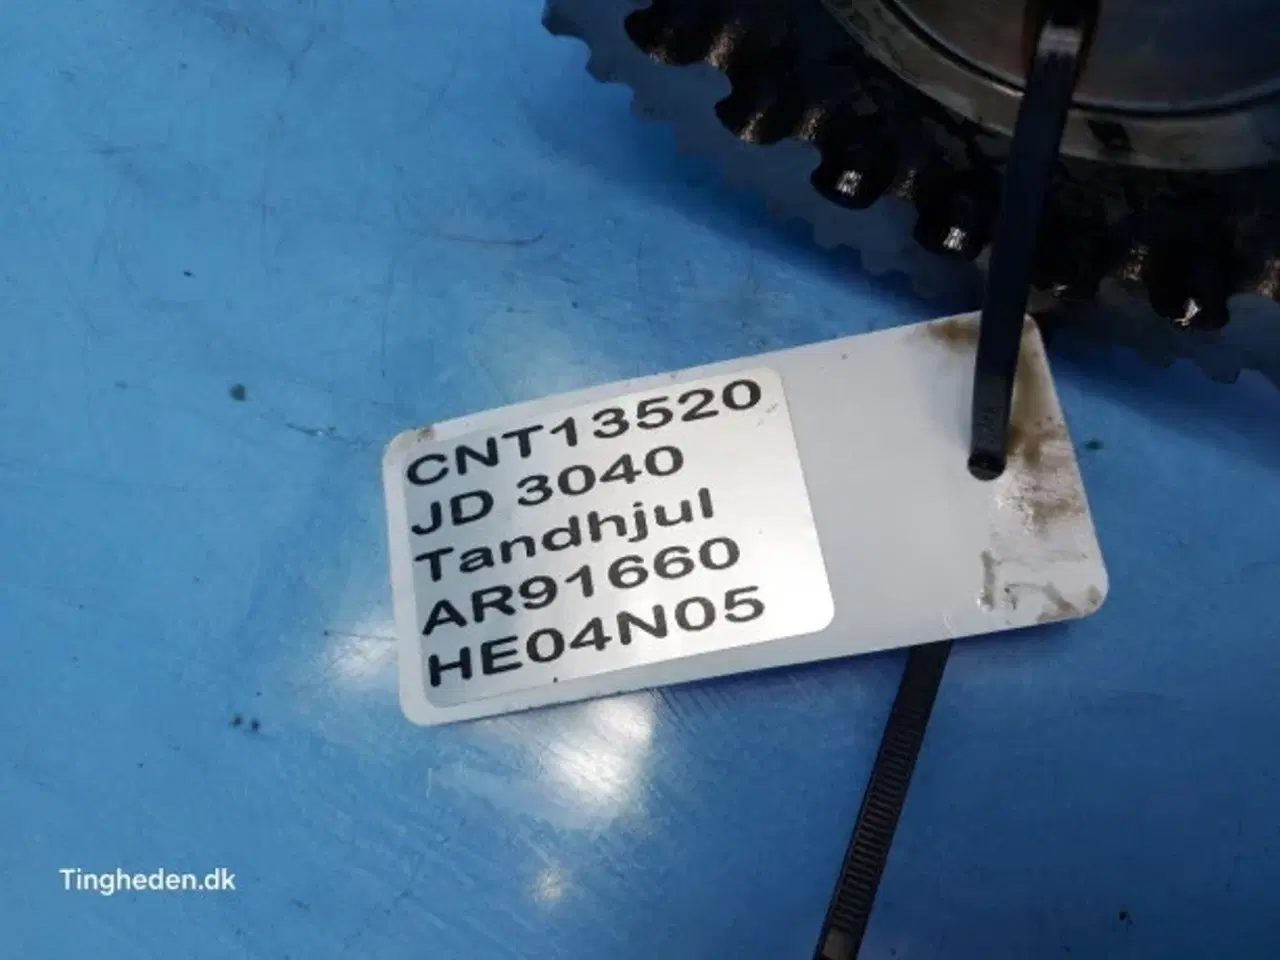 CNT13520
JD 3040
Tandhjul
AR91660
HE04N05
Tingheden.dk